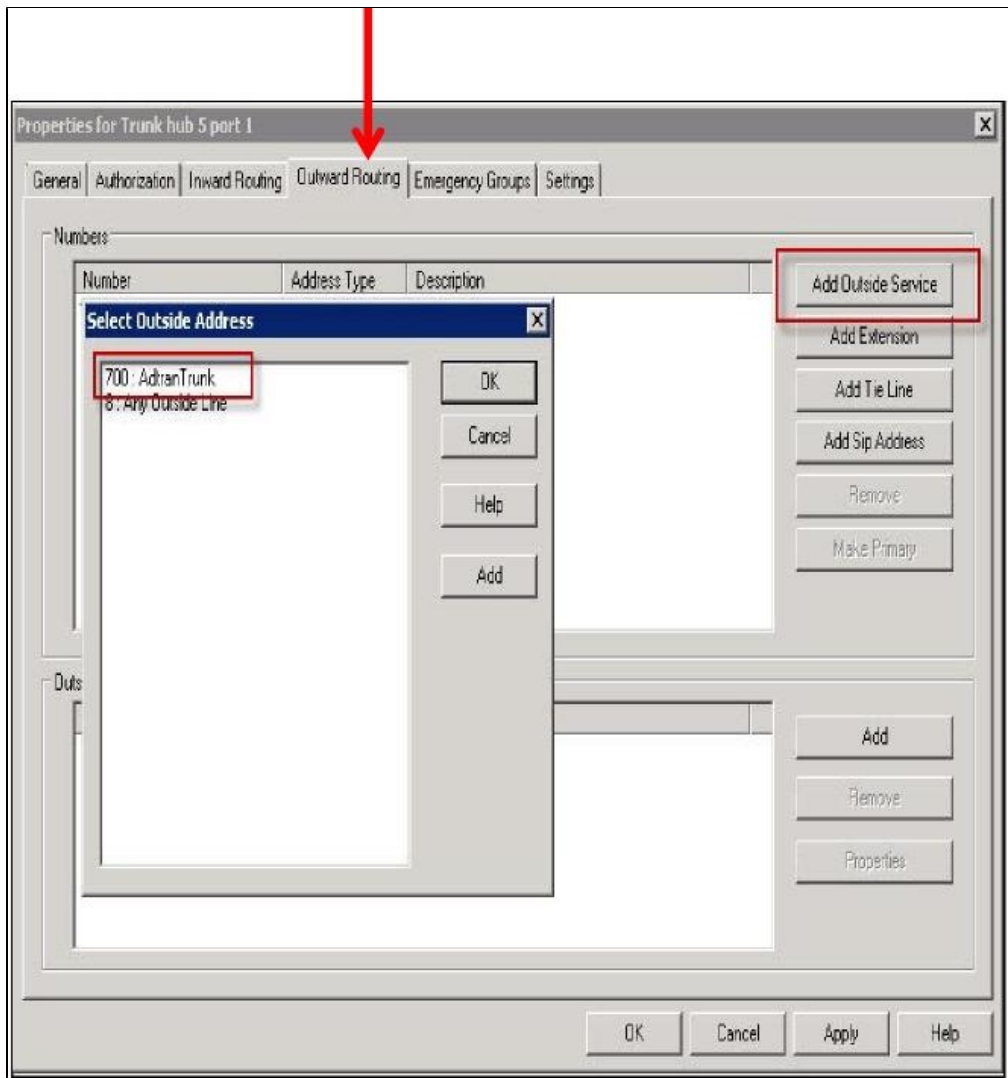 Properties for Trunk hub 5 port 1
General Authorization Inward Routing Outward Routing Emergency Groups Settings
Numbers
Number Address Type Description
Add Outside Service
Select Outside Address
Add Extension
700 : AdtranTrunk
OK
8 : Any Outside Line
Add Tie Line
Cancel
Add Sip Address
Help
Remove
Make Primary
Add
Outs
Add
Remove
Properties
OK Cancel Apply Help